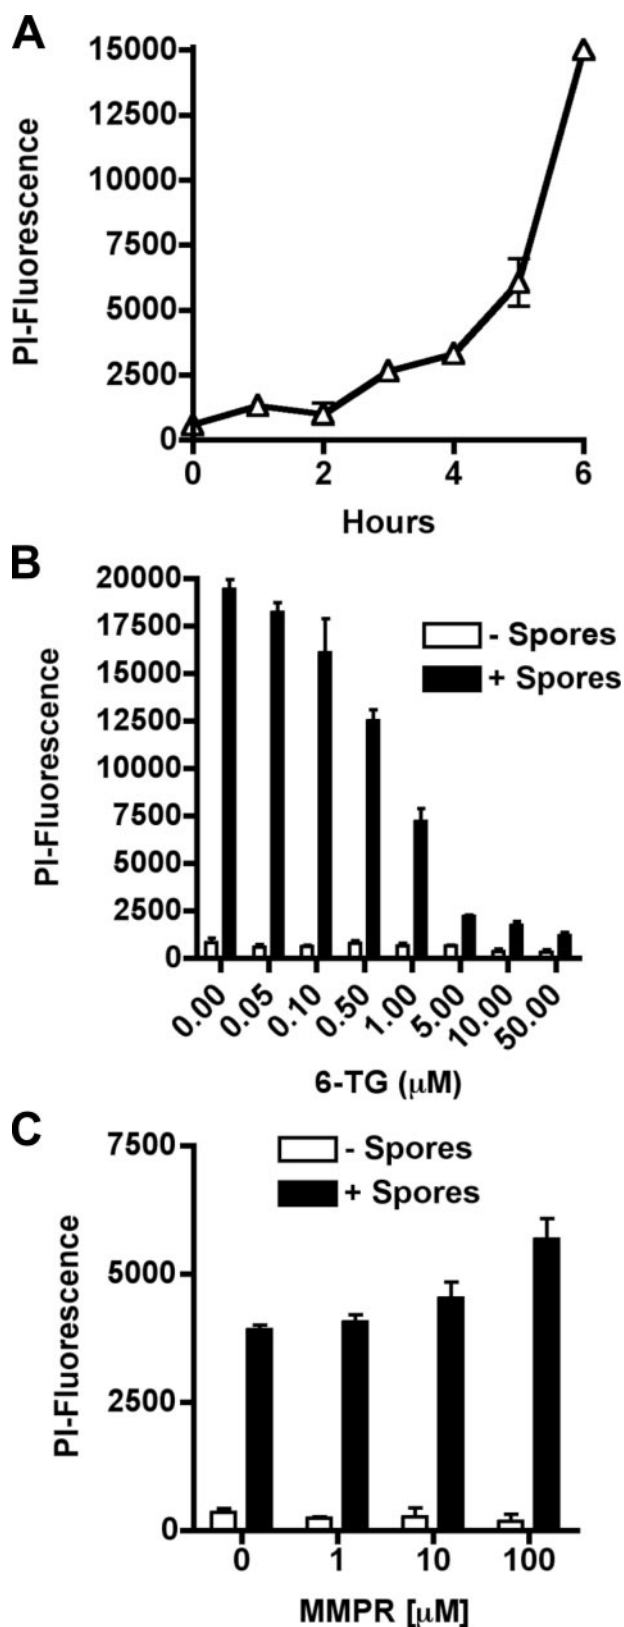 A
PI-Fluorescence
15000
12500
10000
7500
5000
2500
0
0 2 4 6
Hours
B
PI-Fluorescence
20000
17500
15000
12500
10000
7500
5000
2500
0
- Spores
+ Spores
0.00 0.05 0.10 0.50 1.00 5.00 10.00 50.00
6-TG (μM)
C
PI-Fluorescence
7500
5000
2500
0
- Spores
+ Spores
0 1 10 100
MMPR [μM]